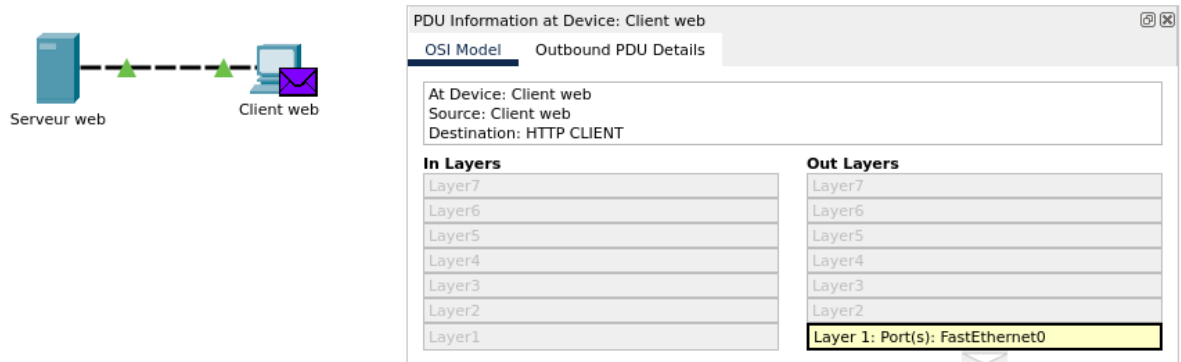 Serveur web
Client web
PDU Information at Device: Client web
OSI Model
Outbound PDU Details
At Device: Client web
Source: Client web
Destination: HTTP CLIENT
In Layers
Layer7
Layer6
Layer5
Layer4
Layer3
Layer2
Layer1
Out Layers
Layer7
Layer6
Layer5
Layer4
Layer3
Layer2
Layer 1: Port(s): FastEthernet0